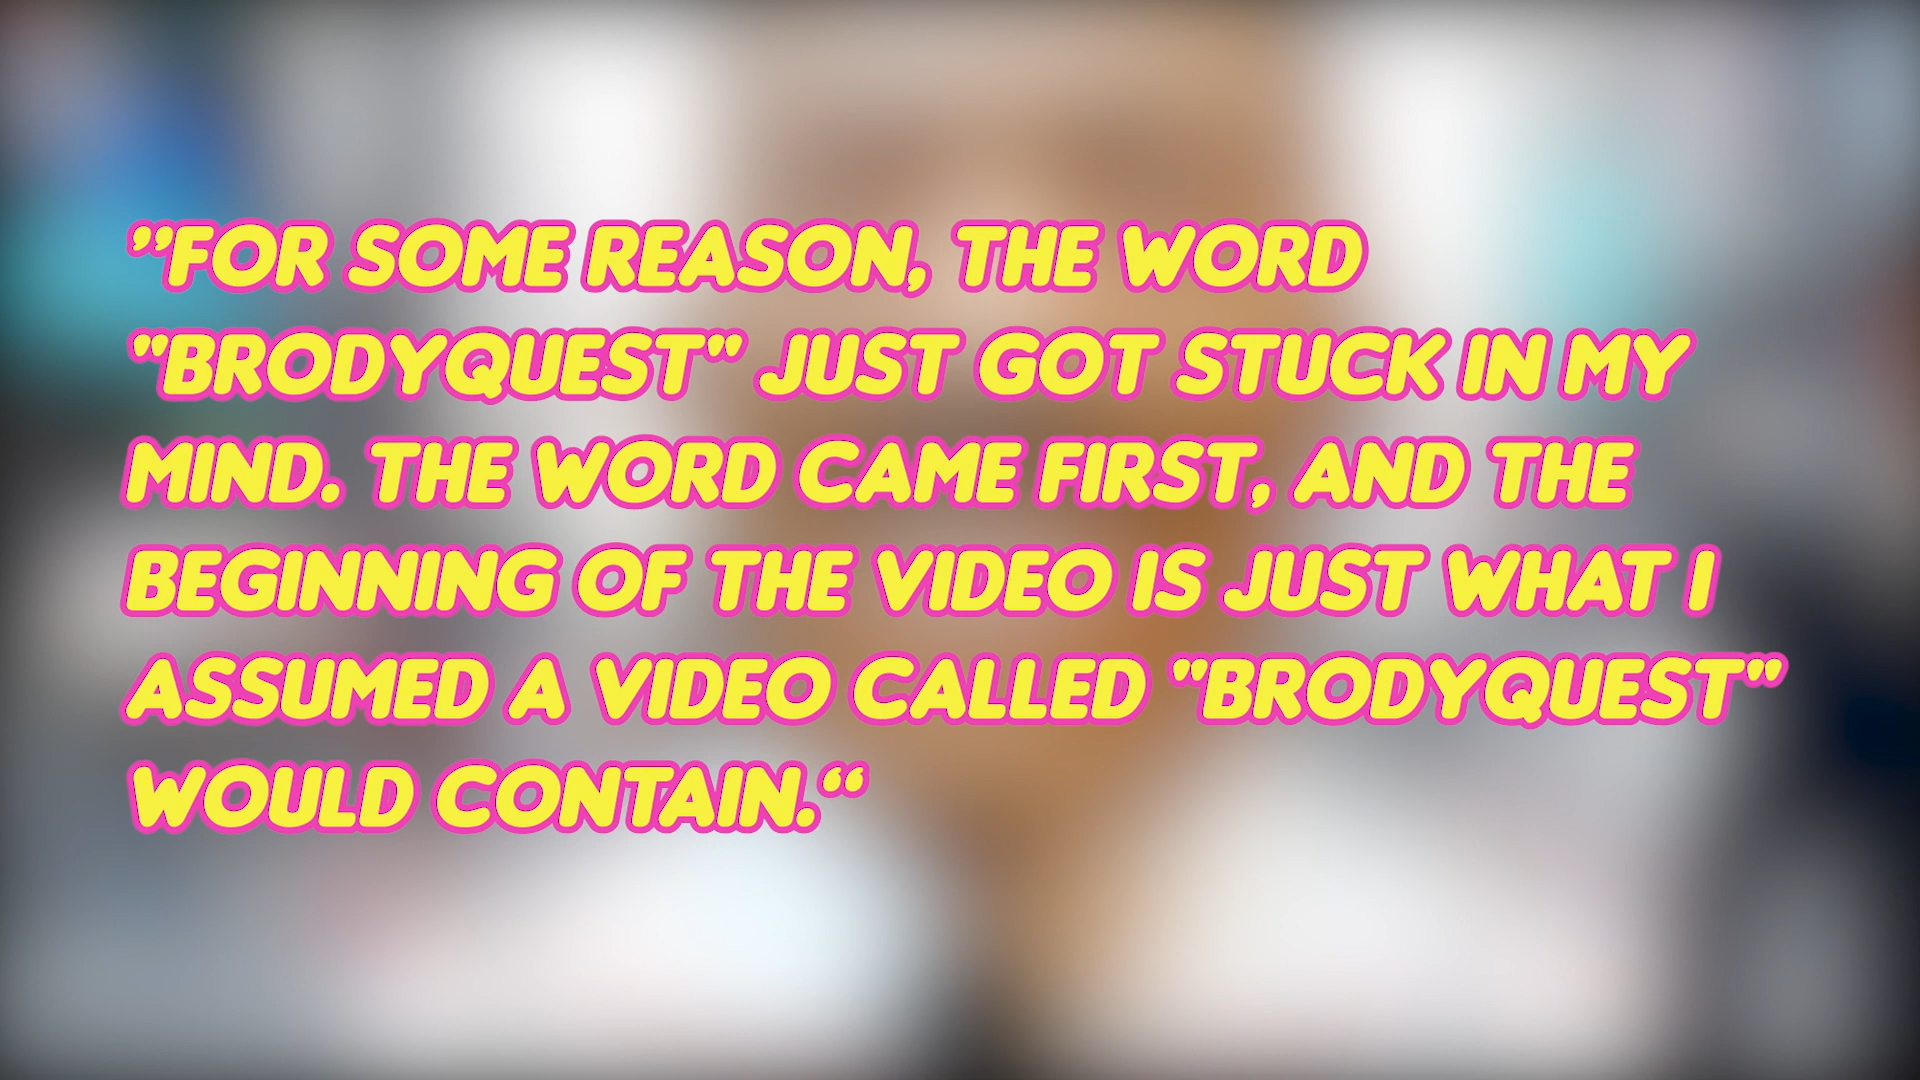 ”FOR SOME REASON, THE WORD
"BRODYQUEST" JUST GOT STUCK IN MY
MIND. THE WORD CAME FIRST, AND THE
BEGINNING OF THE VIDEO IS JUST WHAT I
ASSUMED A VIDEO CALLED "BRODYQUEST"
WOULD CONTAIN.“